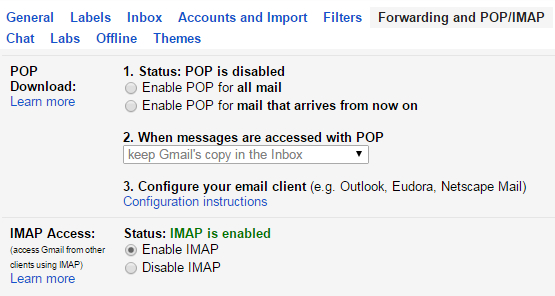 General Labels Inbox Accounts and Import Filters Forwarding and POP/IMAP
Chat Labs Offline Themes
POP Download:
Learn more
1. Status: POP is disabled
Enable POP for all mail
Enable POP for mail that arrives from now on
2. When messages are accessed with POP
keep Gmail's copy in the Inbox
3. Configure your email client (e.g. Outlook, Eudora, Netscape Mail)
Configuration instructions
IMAP Access:
(access Gmail from other
clients using IMAP)
Learn more
Status: IMAP is enabled
Enable IMAP
Disable IMAP